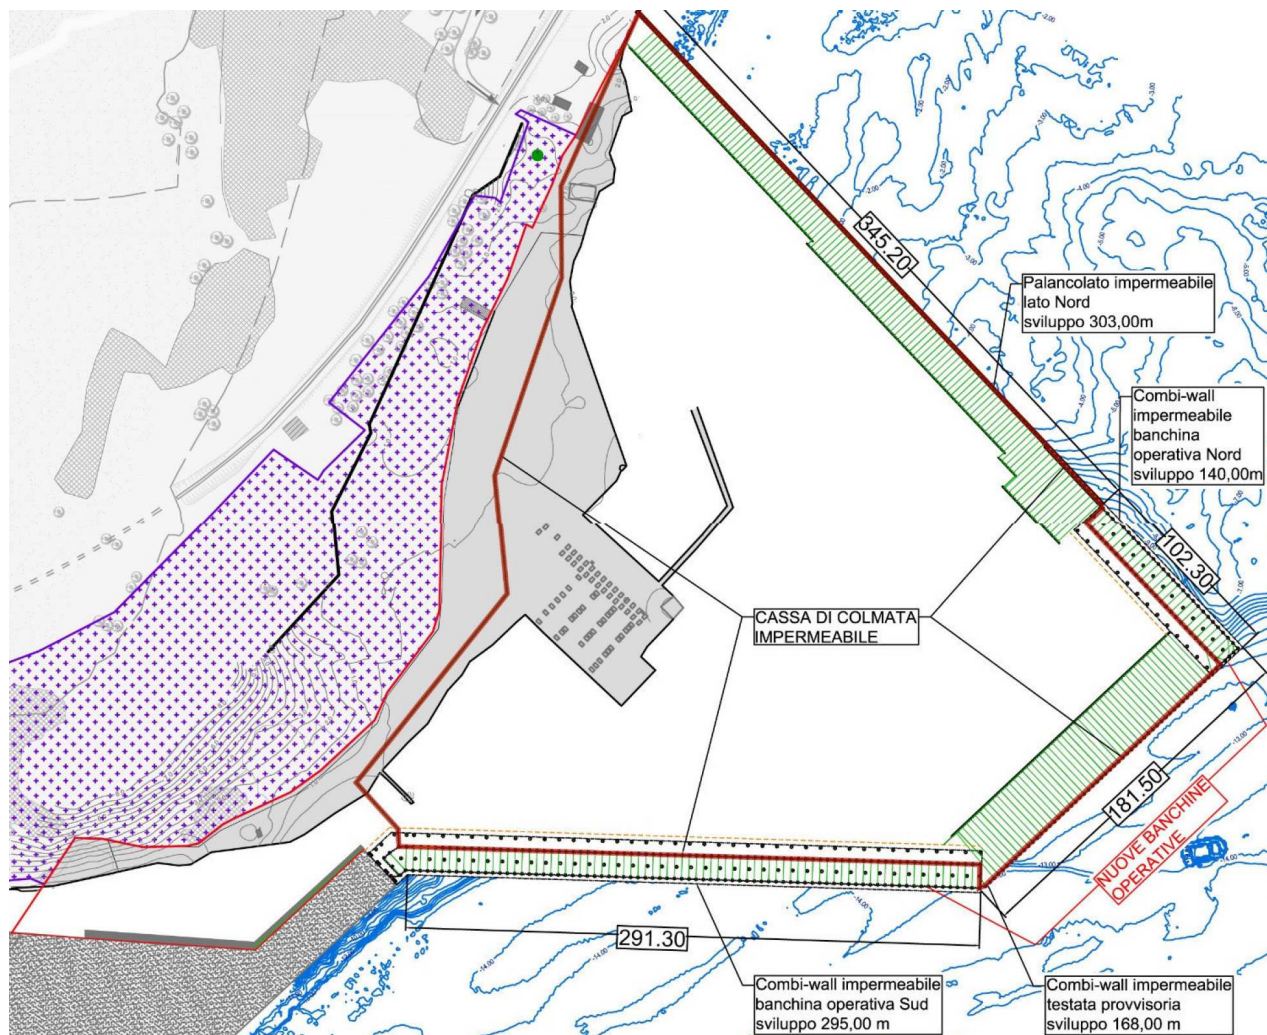 345.20
Palancolato impermeabile
lato Nord
sviluppo 303,00m
Combi-wall
impermeabile
banchina
operativa Nord
sviluppo 140,00m
102.30
CASSA DI COLMATA
IMPERMEABILE
181.50
NUOVE BANCHINE
OPERATIVE
291.30
Combi-wall impermeabile
banchina operativa Sud
sviluppo 295,00 m
Combi-wall impermeabile
testata provvisoria
sviluppo 168,00 m